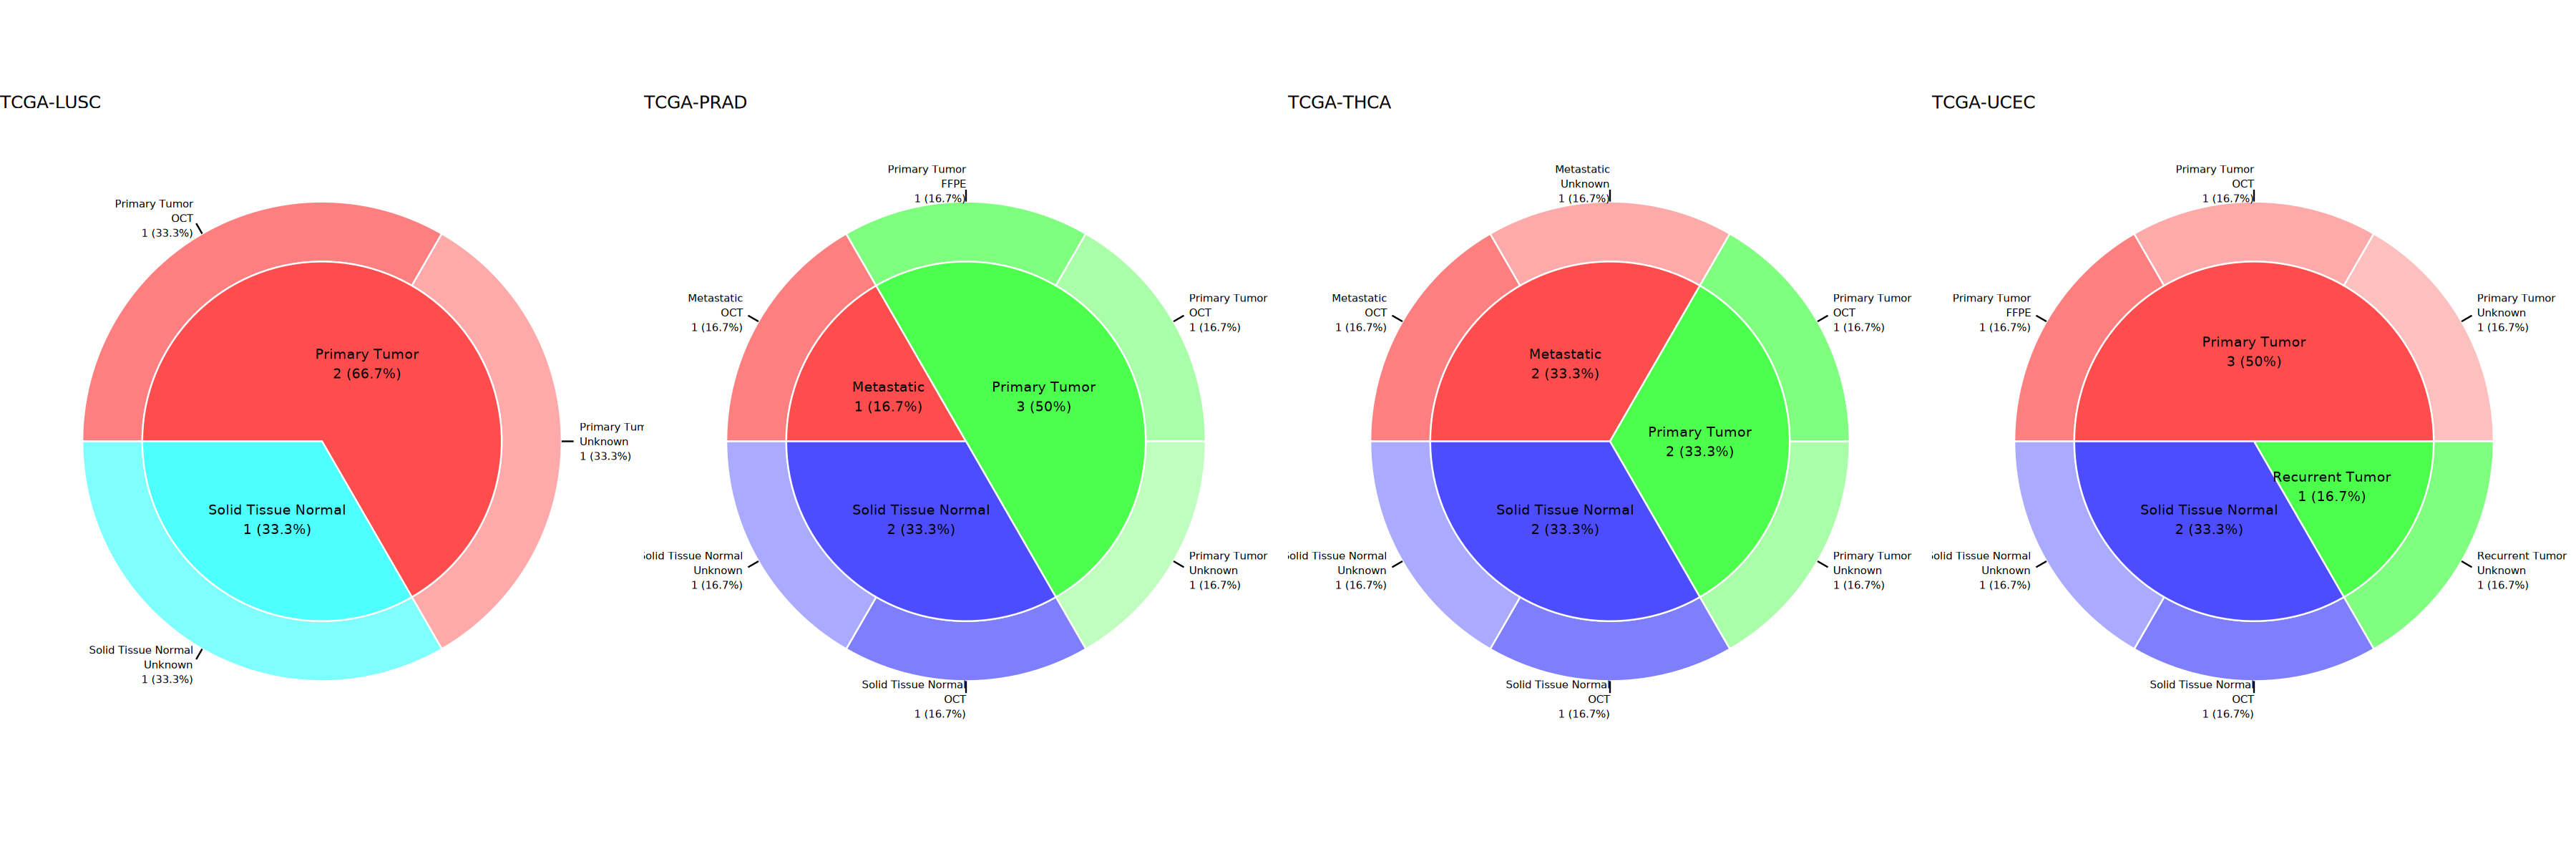 TCGA-LUSC
Primary Tumor
OCT
1 (33.3%)
Primary Tumor
2 (66.7%)
Primary Tum
Unknown
1 (33.3%)
Solid Tissue Normal
1 (33.3%)
Solid Tissue Normal
Unknown
1 (33.3%)
TCGA-PRAD
Primary Tumor
FFPE
1 (16.7%)
Metastatic
OCT
1 (16.7%)
Primary Tumor
OCT
1 (16.7%)
Metastatic
1 (16.7%)
Primary Tumor
3 (50%)
Solid Tissue Normal
2 (33.3%)
olid Tissue Normal
Unknown
1 (16.7%)
Primary Tumor
Unknown
1 (16.7%)
Solid Tissue Normal
OCT
1 (16.7%)
TCGA-THCA
Metastatic
Unknown
1 (16.7%)
Metastatic
OCT
1 (16.7%)
Primary Tumor
OCT
1 (16.7%)
Metastatic
2 (33.3%)
Primary Tumor
2 (33.3%)
Solid Tissue Normal
2 (33.3%)
olid Tissue Normal
Unknown
1 (16.7%)
Primary Tumor
Unknown
1 (16.7%)
Solid Tissue Normal
OCT
1 (16.7%)
TCGA-UCEC
Primary Tumor
OCT
1 (16.7%)
Primary Tumor
FFPE
1 (16.7%)
Primary Tumor
Unknown
1 (16.7%)
Primary Tumor
3 (50%)
Recurrent Tumor
1 (16.7%)
Solid Tissue Normal
2 (33.3%)
olid Tissue Normal
Unknown
1 (16.7%)
Recurrent Tumor
Unknown
1 (16.7%)
Solid Tissue Normal
OCT
1 (16.7%)